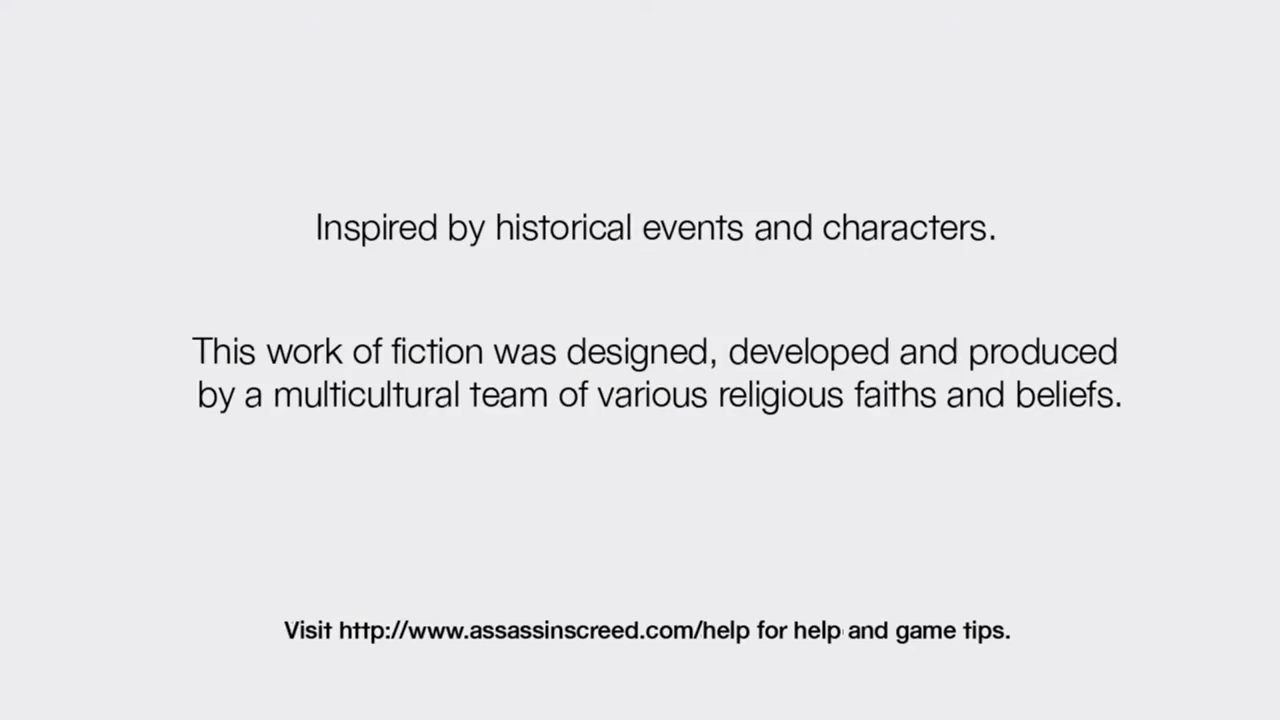 Inspired by historical events and characters.
This work of fiction was designed, developed and produced
by a multicultural team of various religious faiths and beliefs.
Visit http://www.assassinscreed.com/help for help and game tips.